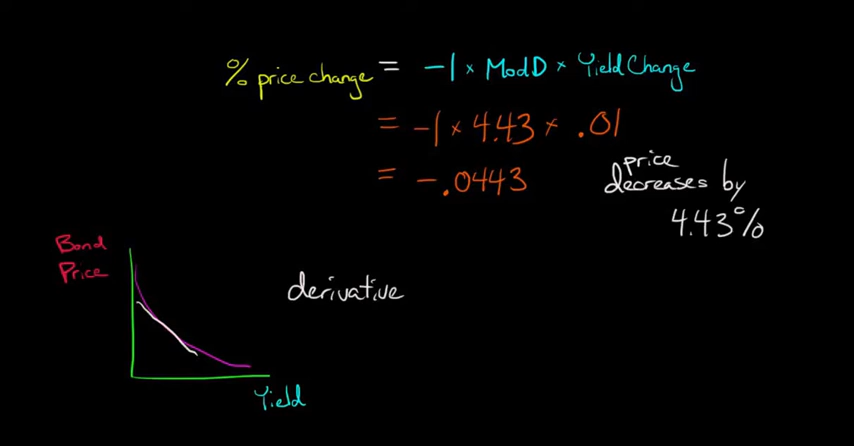 % price change = -1 × ModD × Yield Change
= -1 × 4.43 × .01
= -.0443
price
decreases by
4.43%
Bond
Price
derivative
Yield